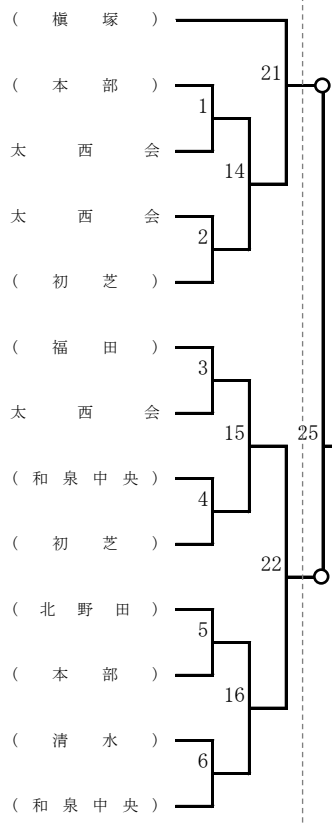 ( 槇 塚 )
21
( 本 部 )
1
太 西 会
14
太 西 会
2
( 初 芝 )
( 福 田 )
3
太 西 会
15
25
( 和 泉 中 央 )
4
( 初 芝 )
22
( 北 野 田 )
5
( 本 部 )
16
( 清 水 )
6
( 和 泉 中 央 )